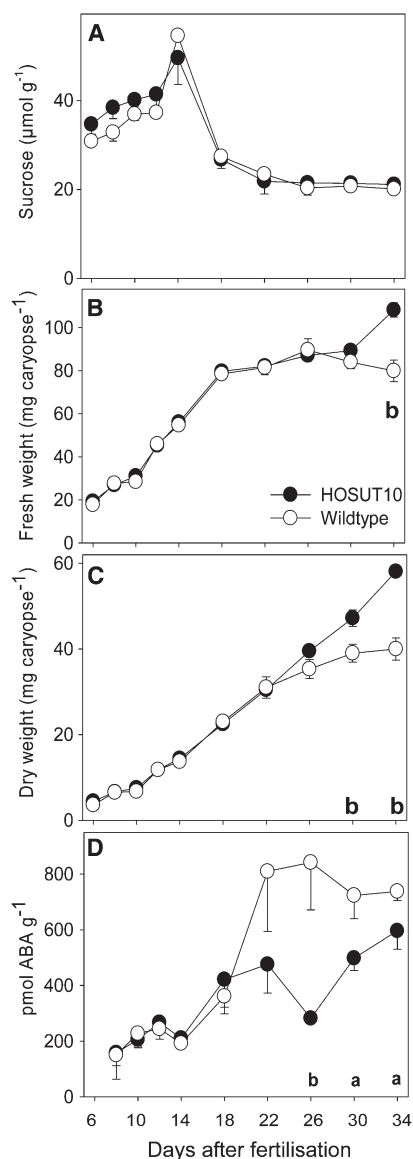 A
Sucrose (µmol g-1)
40
20
0
B
Fresh weight (mg caryopse-1)
100
80
60
40
20
0
b
HOSUT10
Wildtype
C
Dry weight (mg caryopse-1)
60
40
20
0
b b
D
pmol ABA g-1
800
600
400
200
0
b a a
6 10 14 18 22 26 30 34
Days after fertilisation